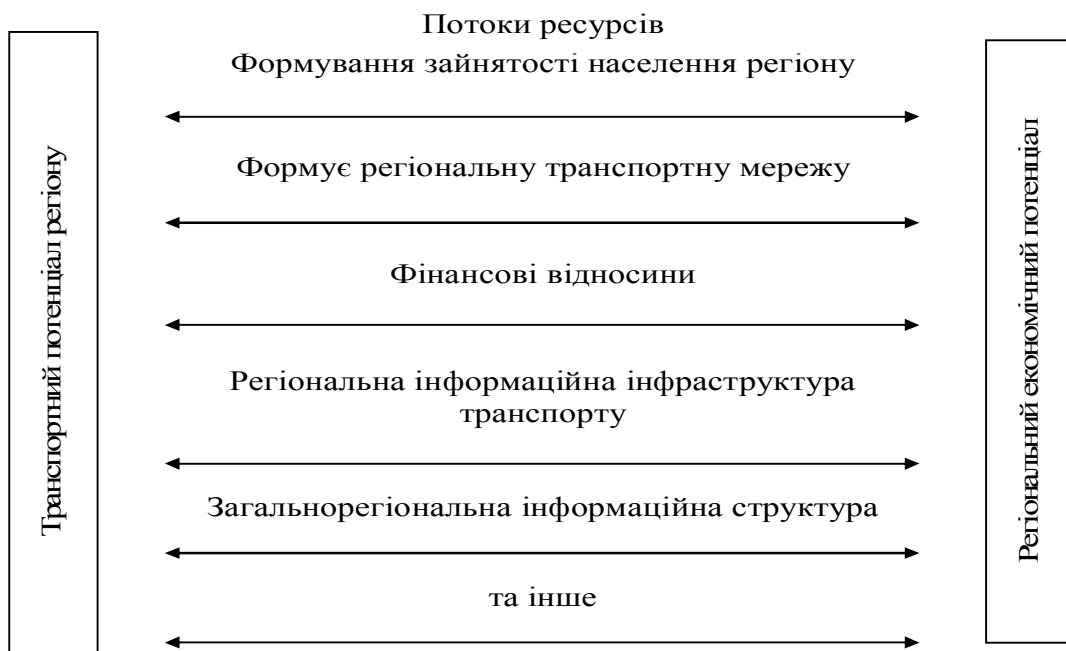 Потоки ресурсів
Формування зайнятості населення регіону
Формує регіональну транспортну мережу
Фінансові відносини
Регіональна інформаційна інфраструктура
транспорту
Загальнорегіональна інформаційна структура
та інше
Транспортний потенціал регіону
Регіональний економічний потенціал